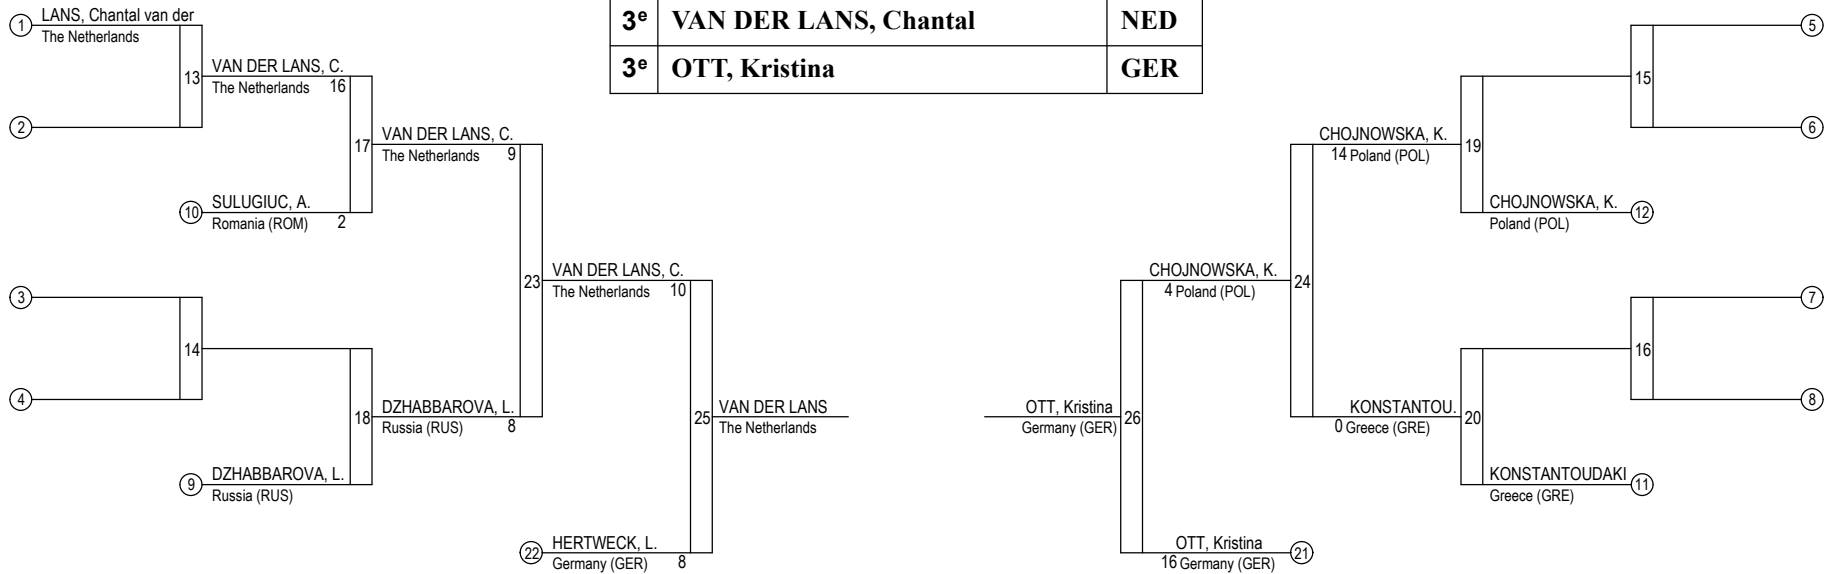 3e VAN DER LANS, Chantal NED
3e OTT, Kristina GER
1 LANS, Chantal van der
The Netherlands
2
13 VAN DER LANS, C.
The Netherlands 16
17 VAN DER LANS, C.
The Netherlands 9
10 SULUGIUC, A.
Romania (ROM) 2
3
4
14
18 DZHABBAROVA, L.
Russia (RUS) 8
9 DZHABBAROVA, L.
Russia (RUS)
23 VAN DER LANS, C.
The Netherlands 10
25 VAN DER LANS
The Netherlands
22 HERTWECK, L.
Germany (GER) 8
5
15
6
CHOJNOWSKA, K. 19
14 Poland (POL)
CHOJNOWSKA, K. 12
Poland (POL)
CHOJNOWSKA, K. 24
4 Poland (POL)
7
16
8
KONSTANTOU. 20
0 Greece (GRE)
KONSTANTOUDAKI 11
Greece (GRE)
OTT, Kristina 26
Germany (GER)
OTT, Kristina 21
16 Germany (GER)